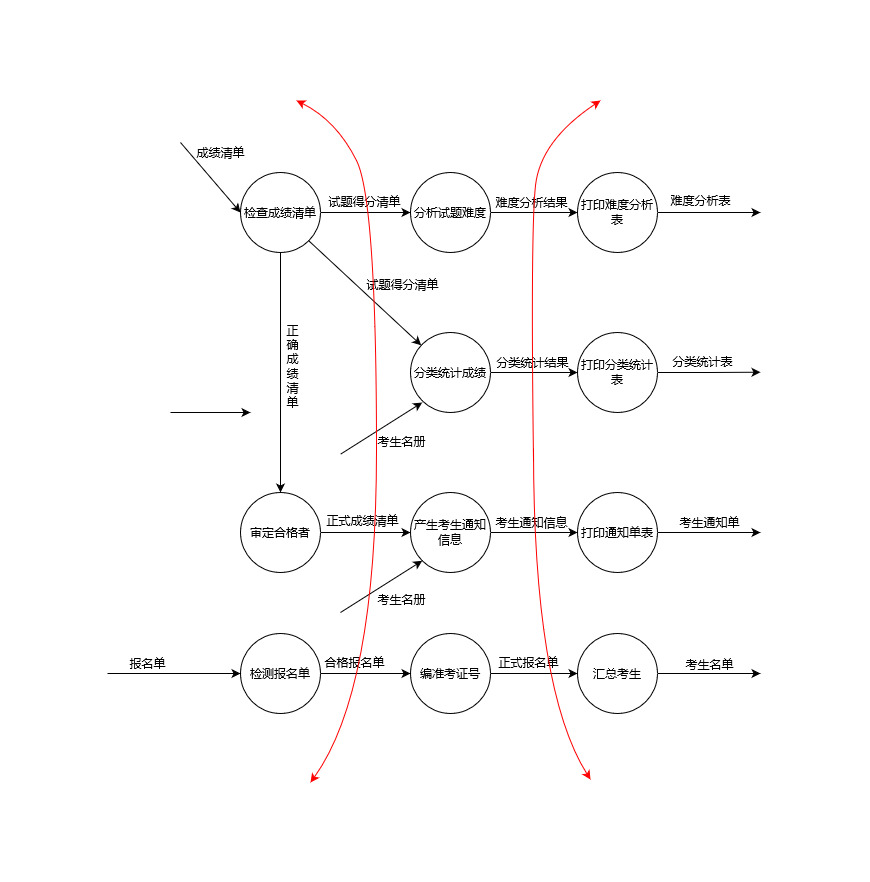 成绩清单
检查成绩清单
试题得分清单
分析试题难度
难度分析结果
打印难度分析
表
难度分析表
试题得分清单
正
确
成
绩
清
单
分类统计成绩
分类统计结果
打印分类统计
表
分类统计表
考生名册
审定合格者
正式成绩清单
产生考生通知
信息
考生通知信息
打印通知单表
考生通知单
考生名册
报名单
检测报名单
合格报名单
编准考证号
正式报名单
汇总考生
考生名单